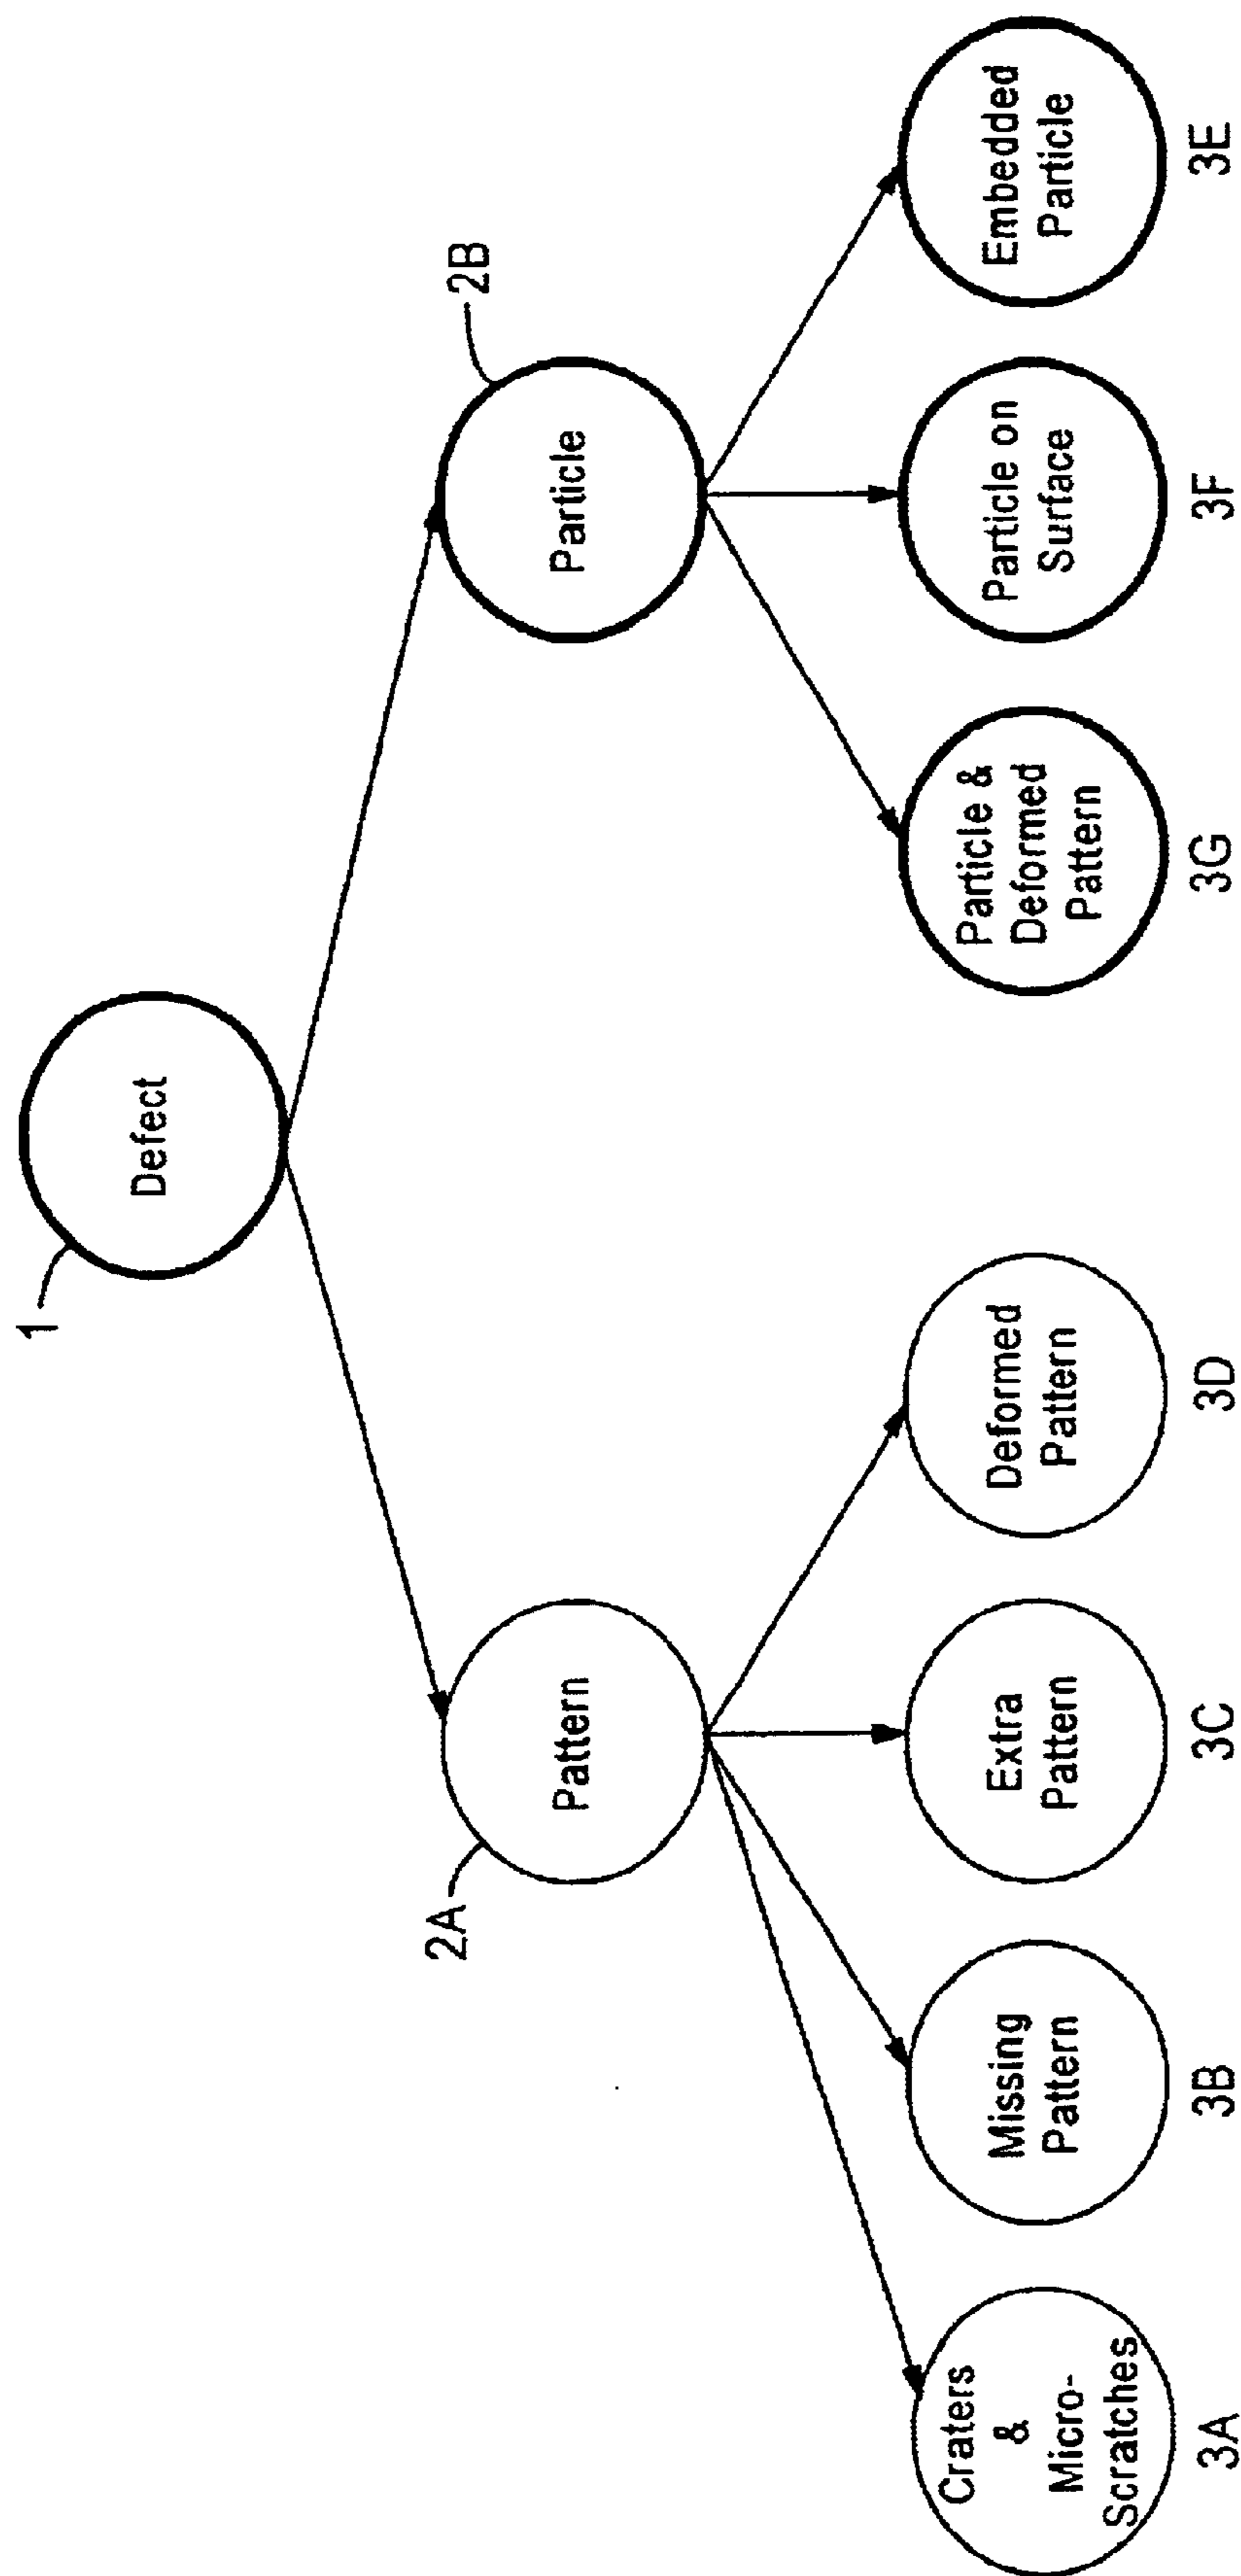 1
Defect
2A
Pattern
2B
Particle
Craters
&
Micro-
Scratches
Missing
Pattern
Extra
Pattern
Deformed
Pattern
Particle &
Deformed
Pattern
Particle on
Surface
Embedded
Particle
3A
3B
3C
3D
3G
3F
3E